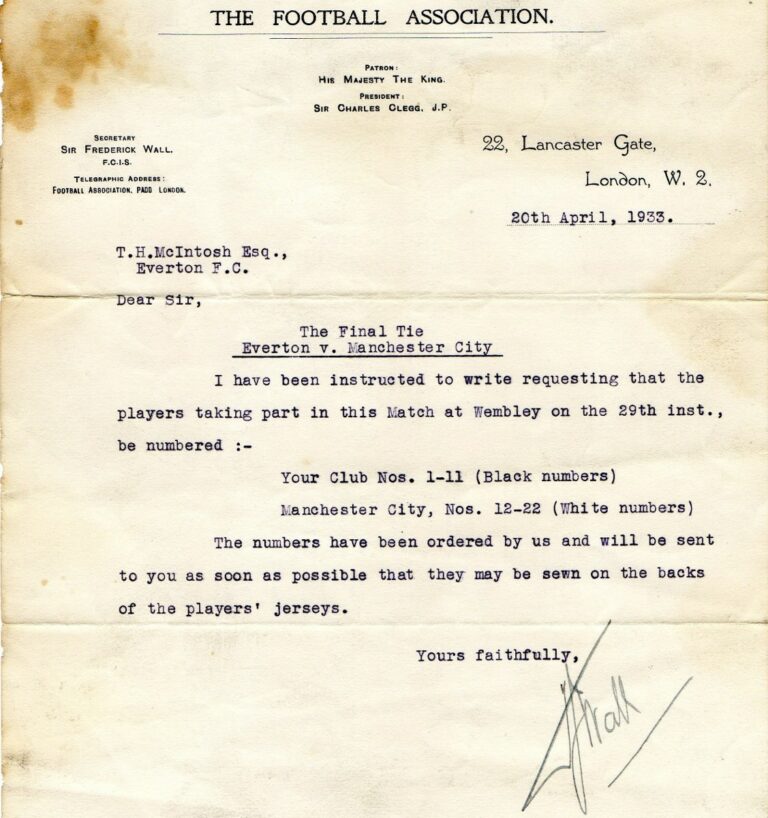 THE FOOTBALL ASSOCIATION.
PATRON:
HIS MAJESTY THE KING.
PRESIDENT:
SIR CHARLES CLEGG, J.P.
SECRETARY
SIR FREDERICK WALL,
F.C.I.S.
TELEGRAPHIC ADDRESS:
FOOTBALL ASSOCIATION, PADD LONDON.
22, Lancaster Gate,
London, W. 2.
20th April, 1933.
T.H.McIntosh Esq.,
Everton F.C.
Dear Sir,
The Final Tie
Everton v. Manchester City
I have been instructed to write requesting that the
players taking part in this Match at Wembley on the 29th inst.,
be numbered :-
Your Club Nos. 1-11 (Black numbers)
Manchester City, Nos. 12-22 (White numbers)
The numbers have been ordered by us and will be sent
to you as soon as possible that they may be sewn on the backs
of the players' jerseys.
Yours faithfully,
F Wall